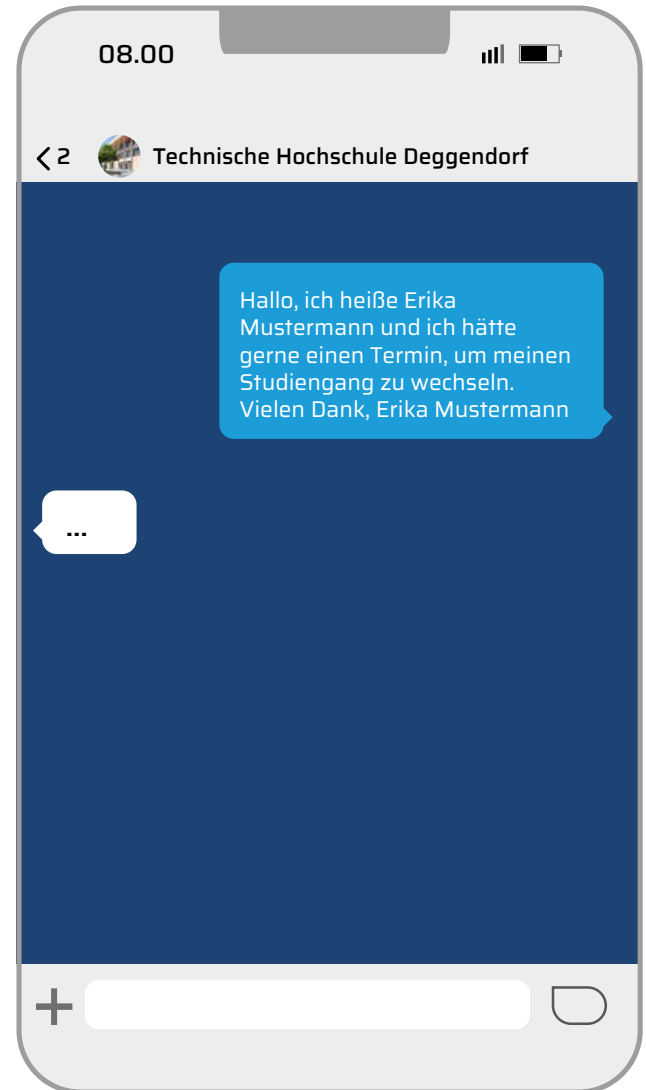 08.00
2
Technische Hochschule Deggendorf
Hallo, ich heiße Erika
Mustermann und ich hätte
gerne einen Termin, um meinen
Studiengang zu wechseln.
Vielen Dank, Erika Mustermann
...